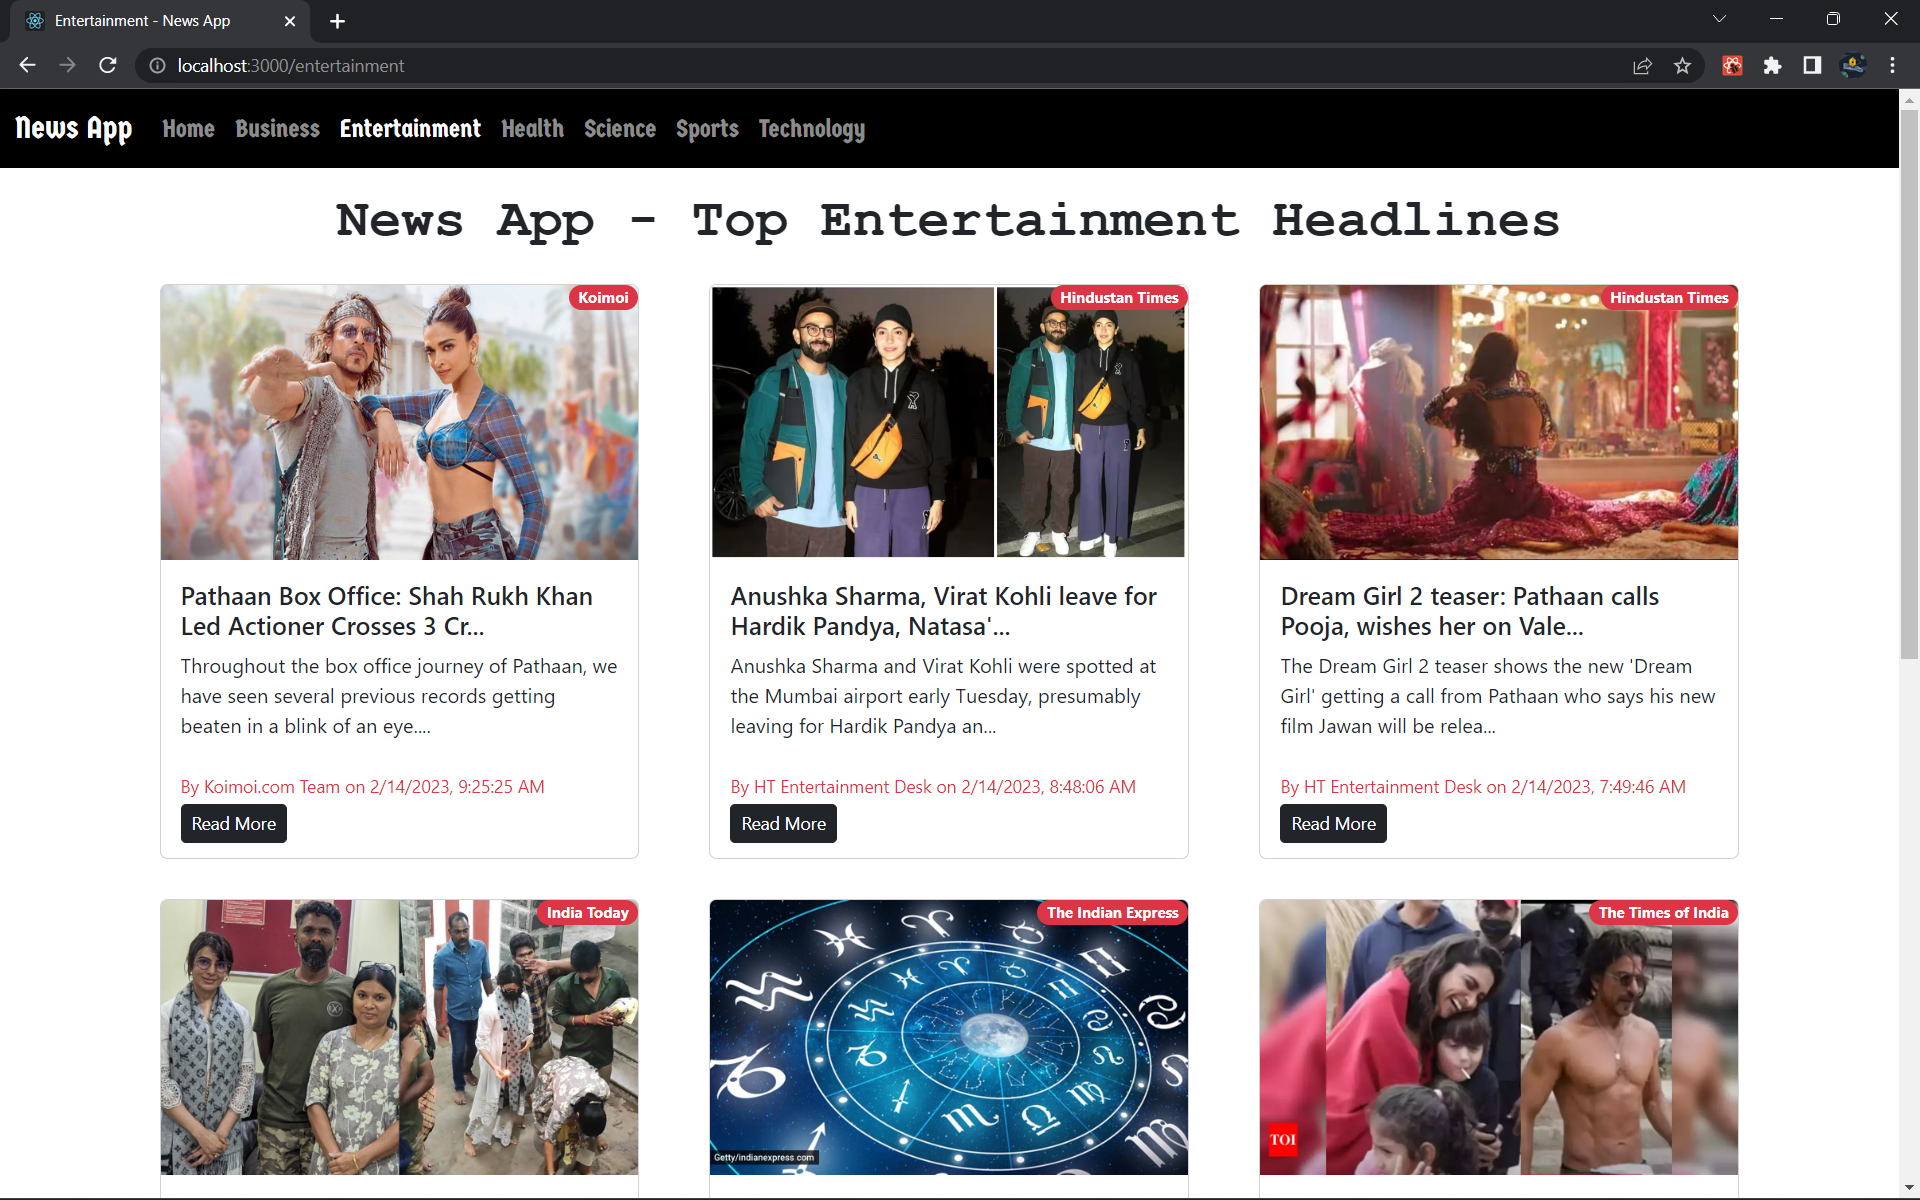 Entertainment - News App
localhost:3000/entertainment
News App Home Business Entertainment Health Science Sports Technology
News App - Top Entertainment Headlines
Koimoi
Pathaan Box Office: Shah Rukh Khan
Led Actioner Crosses 3 Cr...
Throughout the box office journey of Pathaan, we
have seen several previous records getting
beaten in a blink of an eye....
By Koimoi.com Team on 2/14/2023, 9:25:25 AM
Read More
Hindustan Times
Anushka Sharma, Virat Kohli leave for
Hardik Pandya, Natasa'...
Anushka Sharma and Virat Kohli were spotted at
the Mumbai airport early Tuesday, presumably
leaving for Hardik Pandya an...
By HT Entertainment Desk on 2/14/2023, 8:48:06 AM
Read More
Hindustan Times
Dream Girl 2 teaser: Pathaan calls
Pooja, wishes her on Vale...
The Dream Girl 2 teaser shows the new 'Dream
Girl' getting a call from Pathaan who says his new
film Jawan will be relea...
By HT Entertainment Desk on 2/14/2023, 7:49:46 AM
Read More
India Today
The Indian Express
Getty/indianexpress.com
The Times of India
TOI